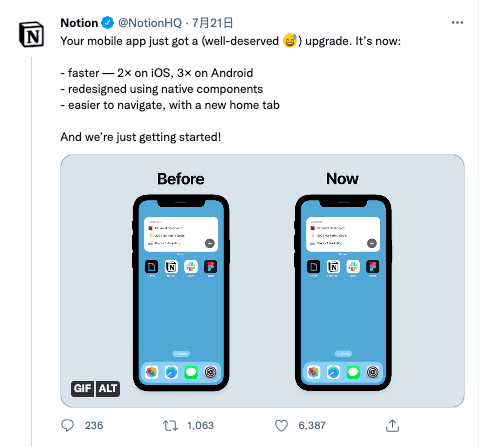 Notion @NotionHQ · 7月21日
Your mobile app just got a (well-deserved 😅) upgrade. It's now:
- faster — 2× on iOS, 3× on Android
- redesigned using native components
- easier to navigate, with a new home tab
And we're just getting started!
Before
Now
GIF ALT
236
1,063
6,387